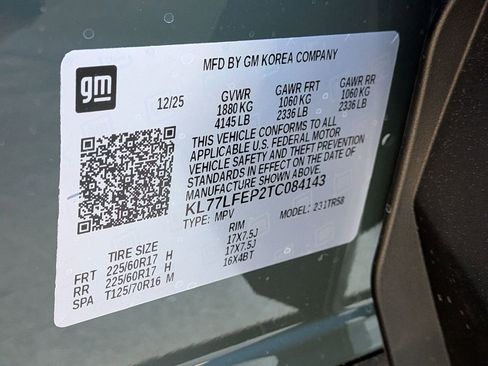 MFD BY GM KOREA COMPANY
gm
12/25
GVWR GAWR FRT GAWR RR
1880 KG 1060 KG 1060 KG
4145 LB 2336 LB 2336 LB
THIS VEHICLE CONFORMS TO ALL
APPLICABLE U.S. FEDERAL MOTOR
VEHICLE SAFETY AND THEFT PREVENTION
STANDARDS IN EFFECT ON THE DATE OF
MANUFACTURE SHOWN ABOVE.
KL77LFEP2TC084143
TYPE: MPV MODEL: 231TR58
TIRE SIZE RIM
FRT 225/60R17 H 17X7.5J
RR 225/60R17 H 17X7.5J
SPA T125/70R16 M 16X4BT